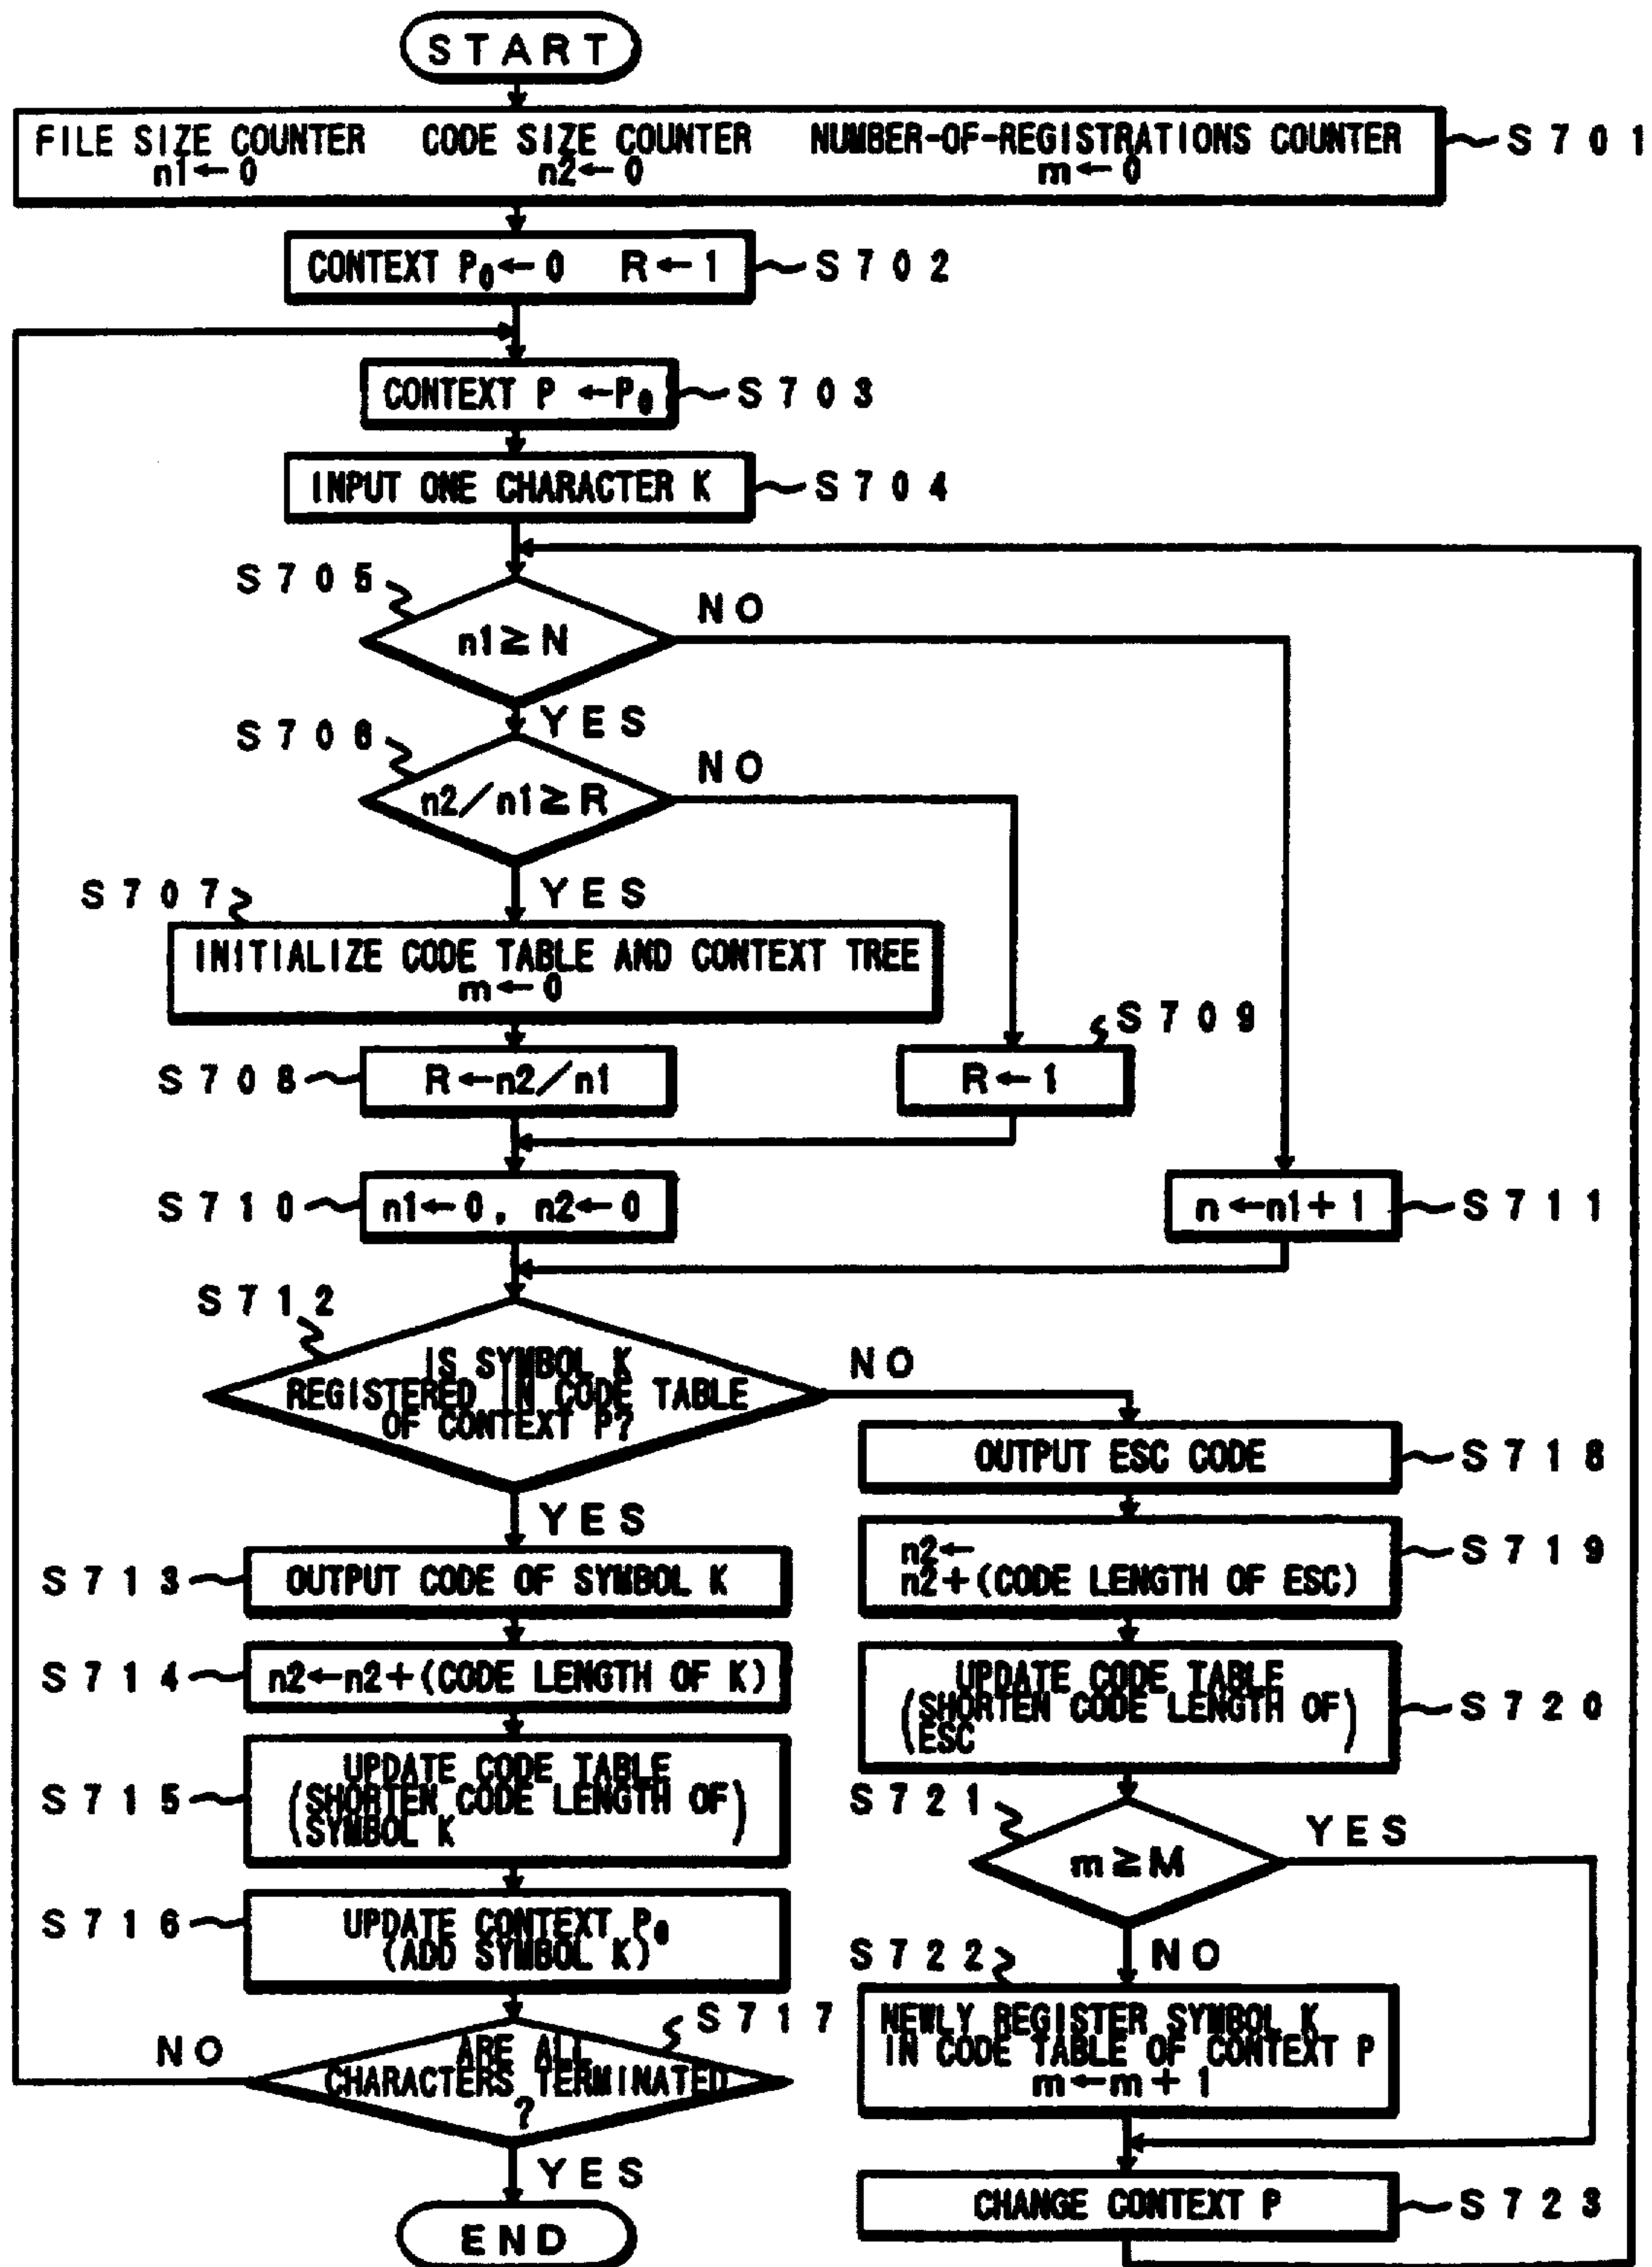 START
FILE SIZE COUNTER CODE SIZE COUNTER NUMBER-OF-REGISTRATIONS COUNTER
n1←0 n2←0 m←0
S701
CONTEXT P₀←0 R←1
S702
CONTEXT P ←P₀
S703
INPUT ONE CHARACTER K
S704
S705
n1≧N
NO
YES
S706
n2/n1≧R
NO
YES
S707
INITIALIZE CODE TABLE AND CONTEXT TREE
m←0
S708
R←n2/n1
S709
R←1
S710
n1←0, n2←0
n←n1+1
S711
S712
IS SYMBOL K
REGISTERED IN CODE TABLE
OF CONTEXT P?
NO
YES
S713
OUTPUT CODE OF SYMBOL K
S714
n2←n2+(CODE LENGTH OF K)
S715
UPDATE CODE TABLE
(SHORTEN CODE LENGTH OF
SYMBOL K)
S716
UPDATE CONTEXT P₀
(ADD SYMBOL K)
S717
ARE ALL
CHARACTERS TERMINATED
?
NO
YES
END
OUTPUT ESC CODE
S718
n2←
n2+(CODE LENGTH OF ESC)
S719
UPDATE CODE TABLE
(SHORTEN CODE LENGTH OF
ESC)
S720
S721
m≧M
YES
NO
S722
NEWLY REGISTER SYMBOL K
IN CODE TABLE OF CONTEXT P
m←m+1
CHANGE CONTEXT P
S723